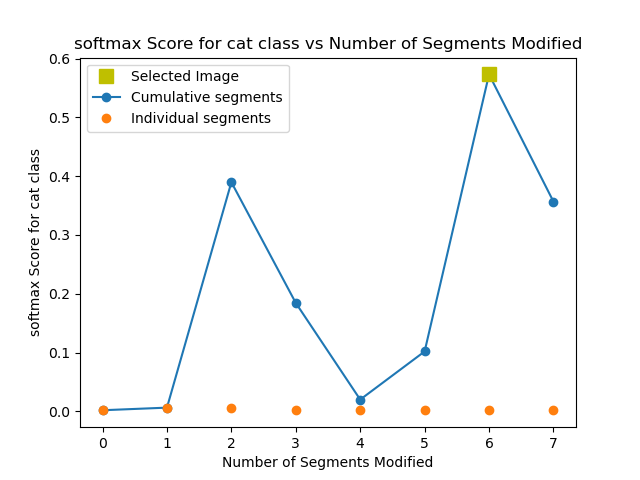 softmax Score for cat class vs Number of Segments Modified
Selected Image
Cumulative segments
Individual segments
softmax Score for cat class
0.6
0.5
0.4
0.3
0.2
0.1
0.0
0 1 2 3 4 5 6 7
Number of Segments Modified